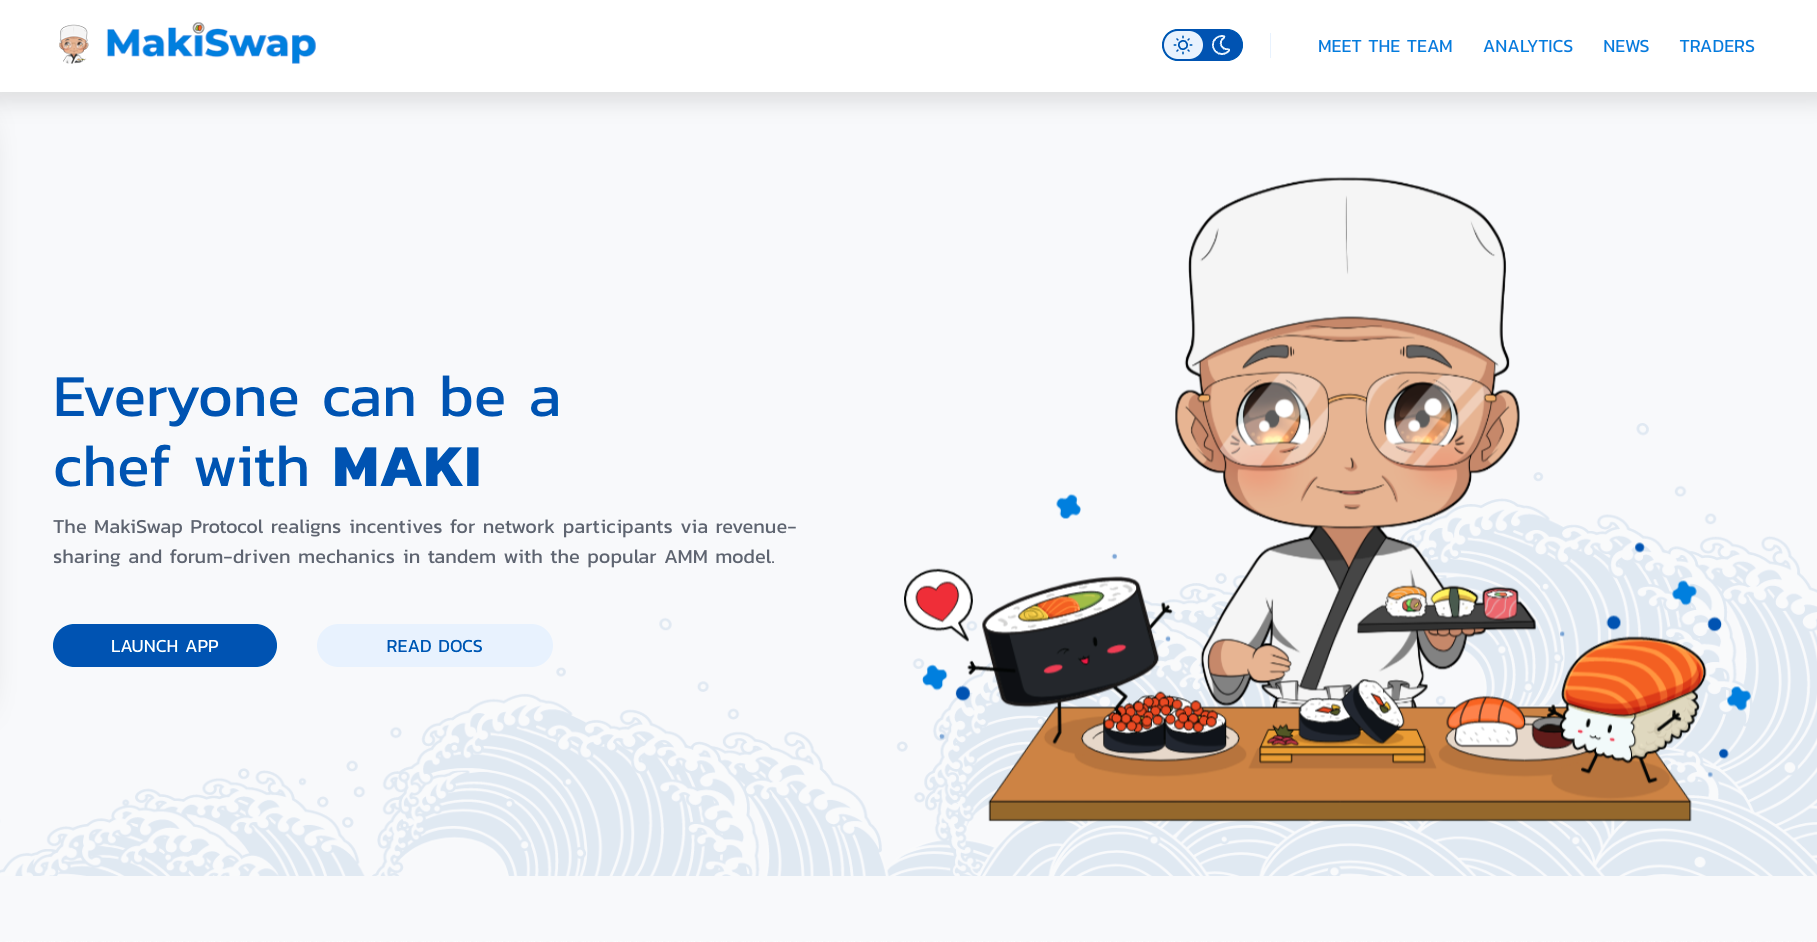 MakiSwap
MEET THE TEAM
ANALYTICS
NEWS
TRADERS
Everyone can be a
chef with MAKI
The MakiSwap Protocol realigns incentives for network participants via revenue-
sharing and forum-driven mechanics in tandem with the popular AMM model.
LAUNCH APP
READ DOCS